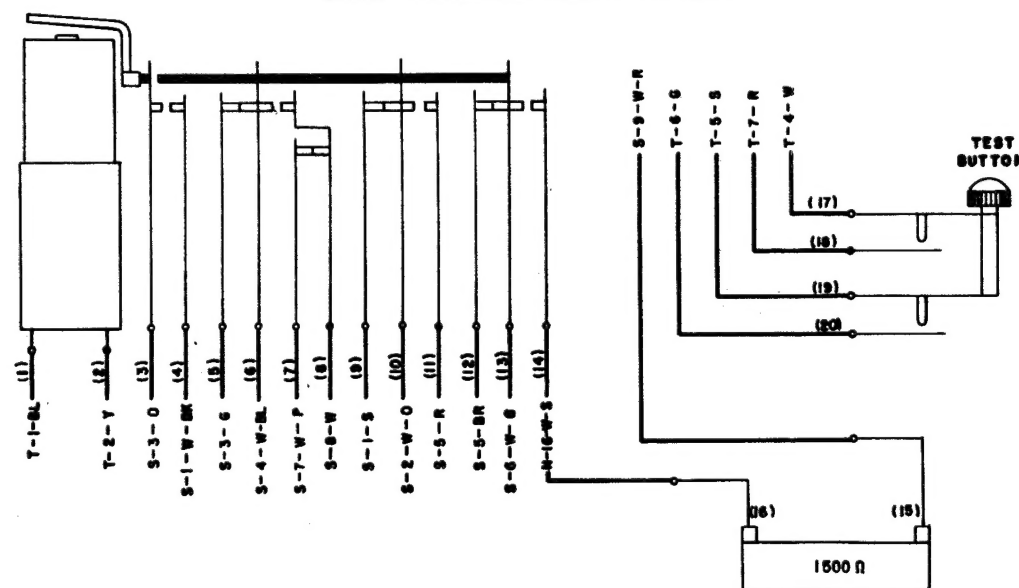 S-9-W-R
T-6-G
T-5-S
T-7-R
T-4-W
TEST
BUTTO
(17)
(18)
(19)
(20)
(1)
(2)
(3)
(4)
(5)
(6)
(7)
(8)
(9)
(10)
(11)
(12)
(13)
(14)
T-1-BL
T-2-Y
S-3-O
S-1-W-BK
S-3-G
S-4-W-BL
S-7-W-P
S-8-W
S-1-S
S-2-W-O
S-5-R
S-5-BR
S-6-W-G
N-16-W-S
(16)
(15)
1500 Ω